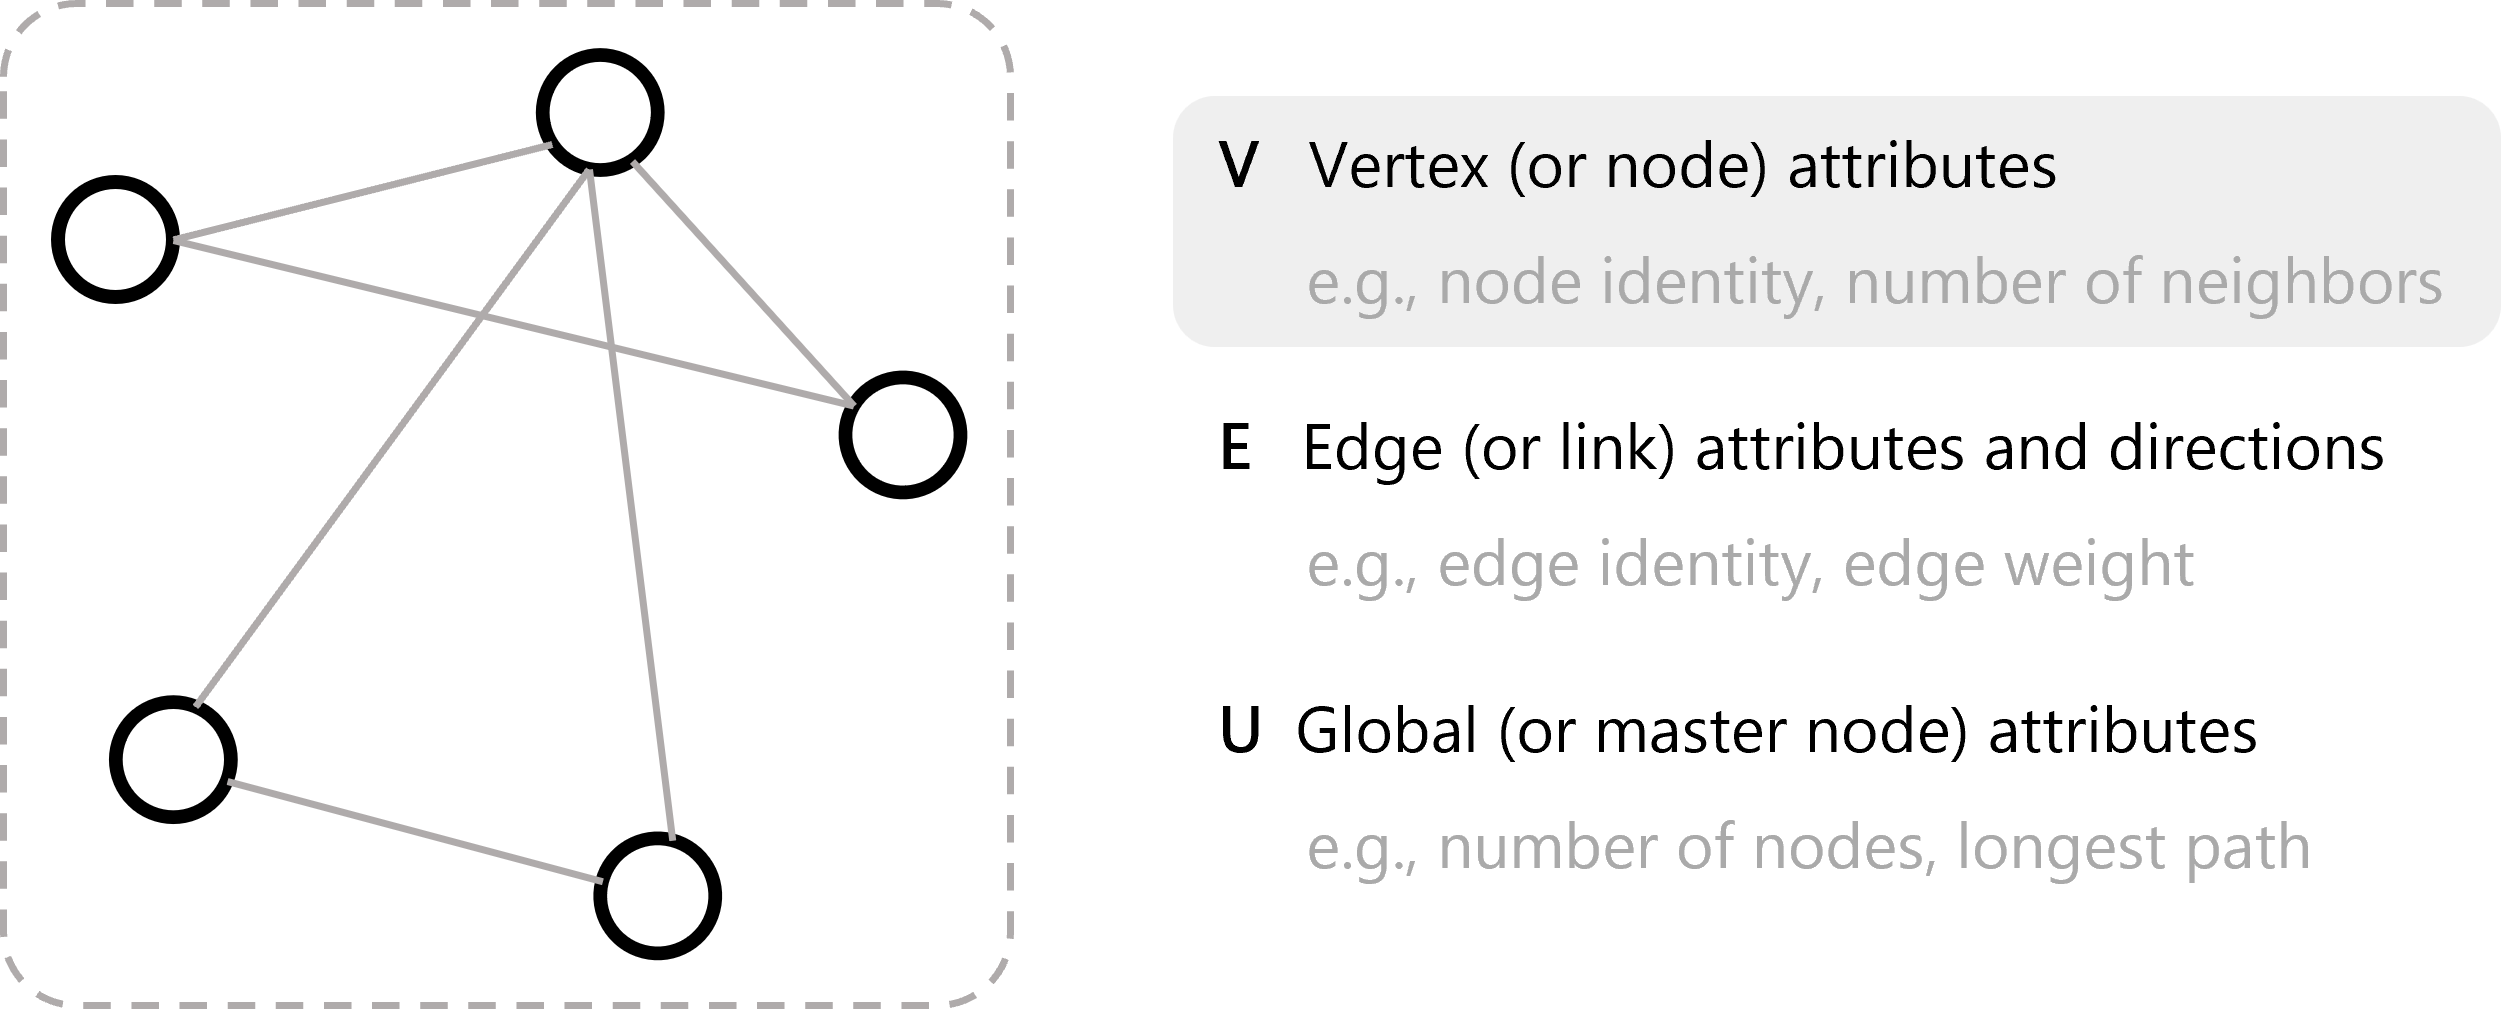 V Vertex (or node) attributes
e.g., node identity, number of neighbors
E Edge (or link) attributes and directions
e.g., edge identity, edge weight
U Global (or master node) attributes
e.g., number of nodes, longest path